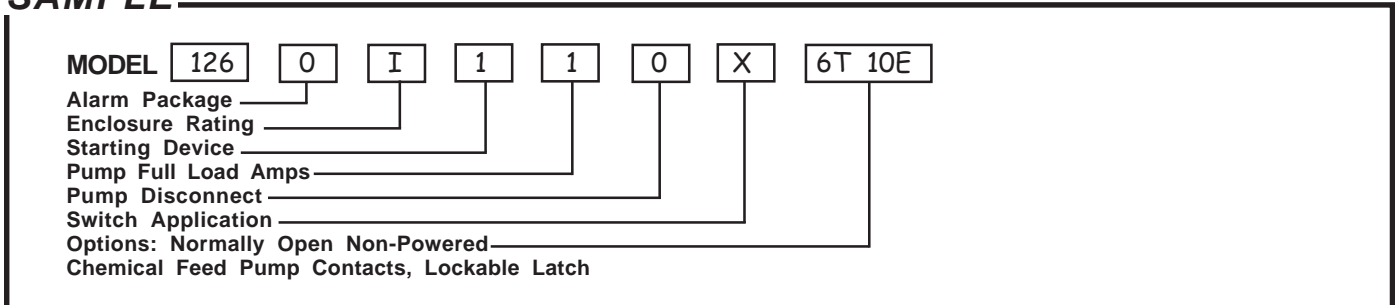 SAMPLE
MODEL 126 0 I 1 1 0 X 6T 10E
Alarm Package
Enclosure Rating
Starting Device
Pump Full Load Amps
Pump Disconnect
Switch Application
Options: Normally Open Non-Powered
Chemical Feed Pump Contacts, Lockable Latch